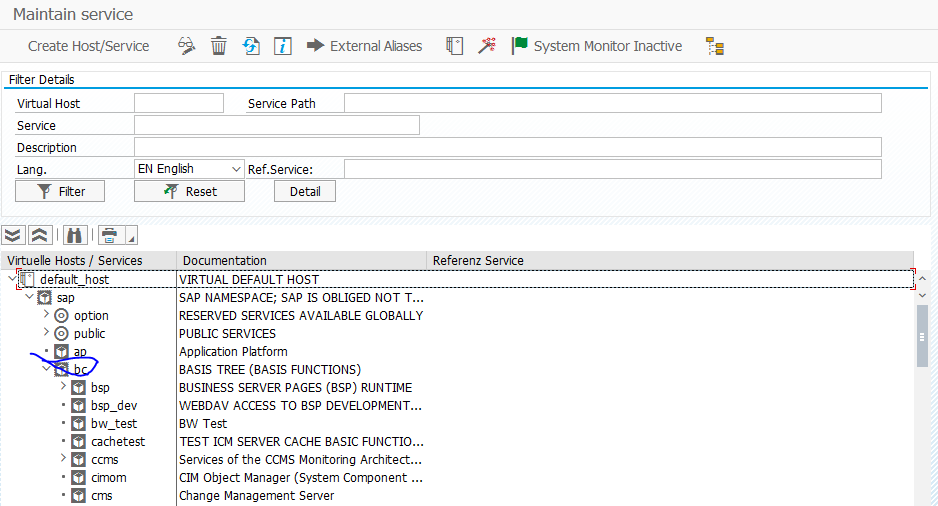 Maintain service
Create Host/Service External Aliases System Monitor Inactive
Filter Details
Virtual Host Service Path
Service
Description
Lang. EN English Ref.Service:
Filter Reset Detail
Virtuelle Hosts / Services Documentation Referenz Service
default_host VIRTUAL DEFAULT HOST
sap SAP NAMESPACE; SAP IS OBLIGED NOT T...
option RESERVED SERVICES AVAILABLE GLOBALLY
public PUBLIC SERVICES
ap Application Platform
bc BASIS TREE (BASIS FUNCTIONS)
bsp BUSINESS SERVER PAGES (BSP) RUNTIME
bsp_dev WEBDAV ACCESS TO BSP DEVELOPMENT...
bw_test BW Test
cachetest TEST ICM SERVER CACHE BASIC FUNCTIO...
ccms Services of the CCMS Monitoring Architect...
cimom CIM Object Manager (System Component ...
cms Change Management Server